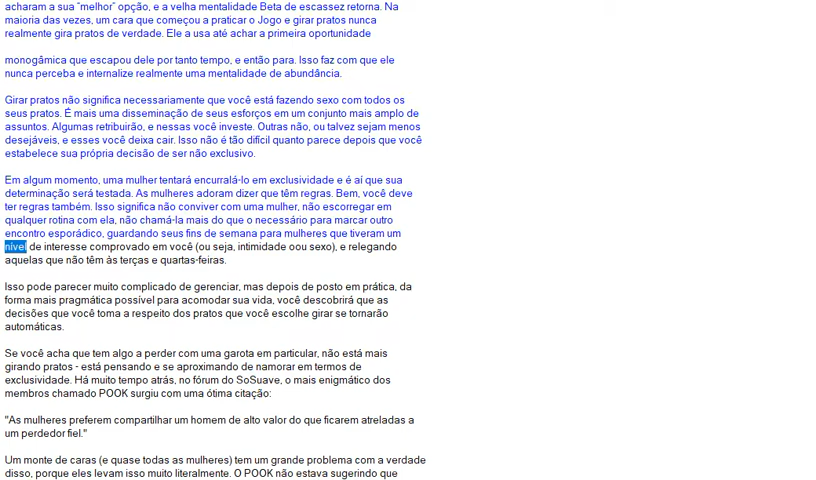 acharam a sua "melhor" opção, e a velha mentalidade Beta de escassez retorna. Na
maioria das vezes, um cara que começou a praticar o Jogo e girar pratos nunca
realmente gira pratos de verdade. Ele a usa até achar a primeira oportunidade
monogâmica que escapou dele por tanto tempo, e então para. Isso faz com que ele
nunca perceba e internalize realmente uma mentalidade de abundância.
Girar pratos não significa necessariamente que você está fazendo sexo com todos os
seus pratos. É mais uma disseminação de seus esforços em um conjunto mais amplo de
assuntos. Algumas retribuirão, e nessas você investe. Outras não, ou talvez sejam menos
desejáveis, e esses você deixa cair. Isso não é tão difícil quanto parece depois que você
estabelece sua própria decisão de ser não exclusivo.
Em algum momento, uma mulher tentará encurralá-lo em exclusividade e é aí que sua
determinação será testada. As mulheres adoram dizer que têm regras. Bem, você deve
ter regras também. Isso significa não conviver com uma mulher, não escorregar em
qualquer rotina com ela, não chamá-la mais do que o necessário para marcar outro
encontro esporádico, guardando seus fins de semana para mulheres que tiveram um
nível de interesse comprovado em você (ou seja, intimidade oou sexo), e relegando
aquelas que não têm às terças e quartas-feiras.
Isso pode parecer muito complicado de gerenciar, mas depois de posto em prática, da
forma mais pragmática possível para acomodar sua vida, você descobrirá que as
decisões que você toma a respeito dos pratos que você escolhe girar se tornarão
automáticas.
Se você acha que tem algo a perder com uma garota em particular, não está mais
girando pratos - está pensando e se aproximando de namorar em termos de
exclusividade. Há muito tempo atrás, no fórum do SoSuave, o mais enigmático dos
membros chamado POOK surgiu com uma ótima citação:
"As mulheres preferem compartilhar um homem de alto valor do que ficarem atreladas a
um perdedor fiel."
Um monte de caras (e quase todas as mulheres) tem um grande problema com a verdade
disso, porque eles levam isso muito literalmente. O POOK não estava sugerindo que